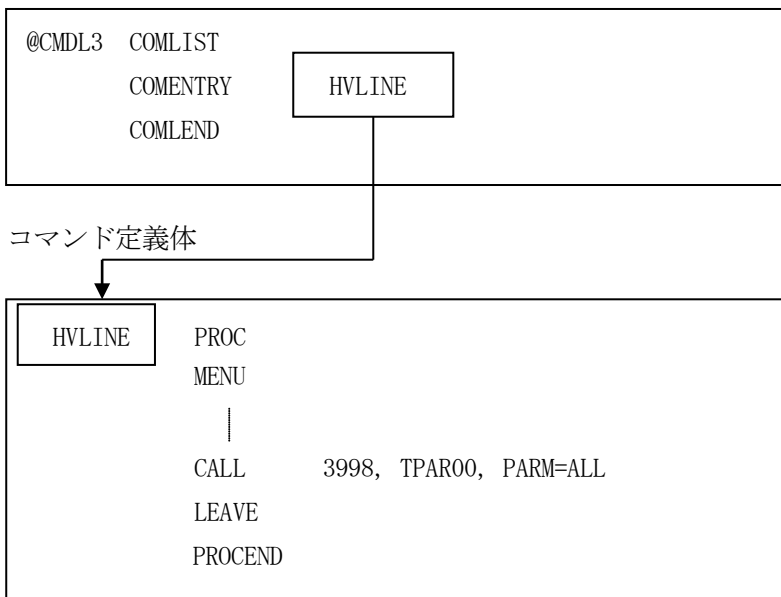 @CMDL3 COMLIST
COMENTRY HVLINE
COMLEND
コマンド定義体
HVLINE PROC
MENU
CALL 3998, TPAR00, PARM=ALL
LEAVE
PROCEND